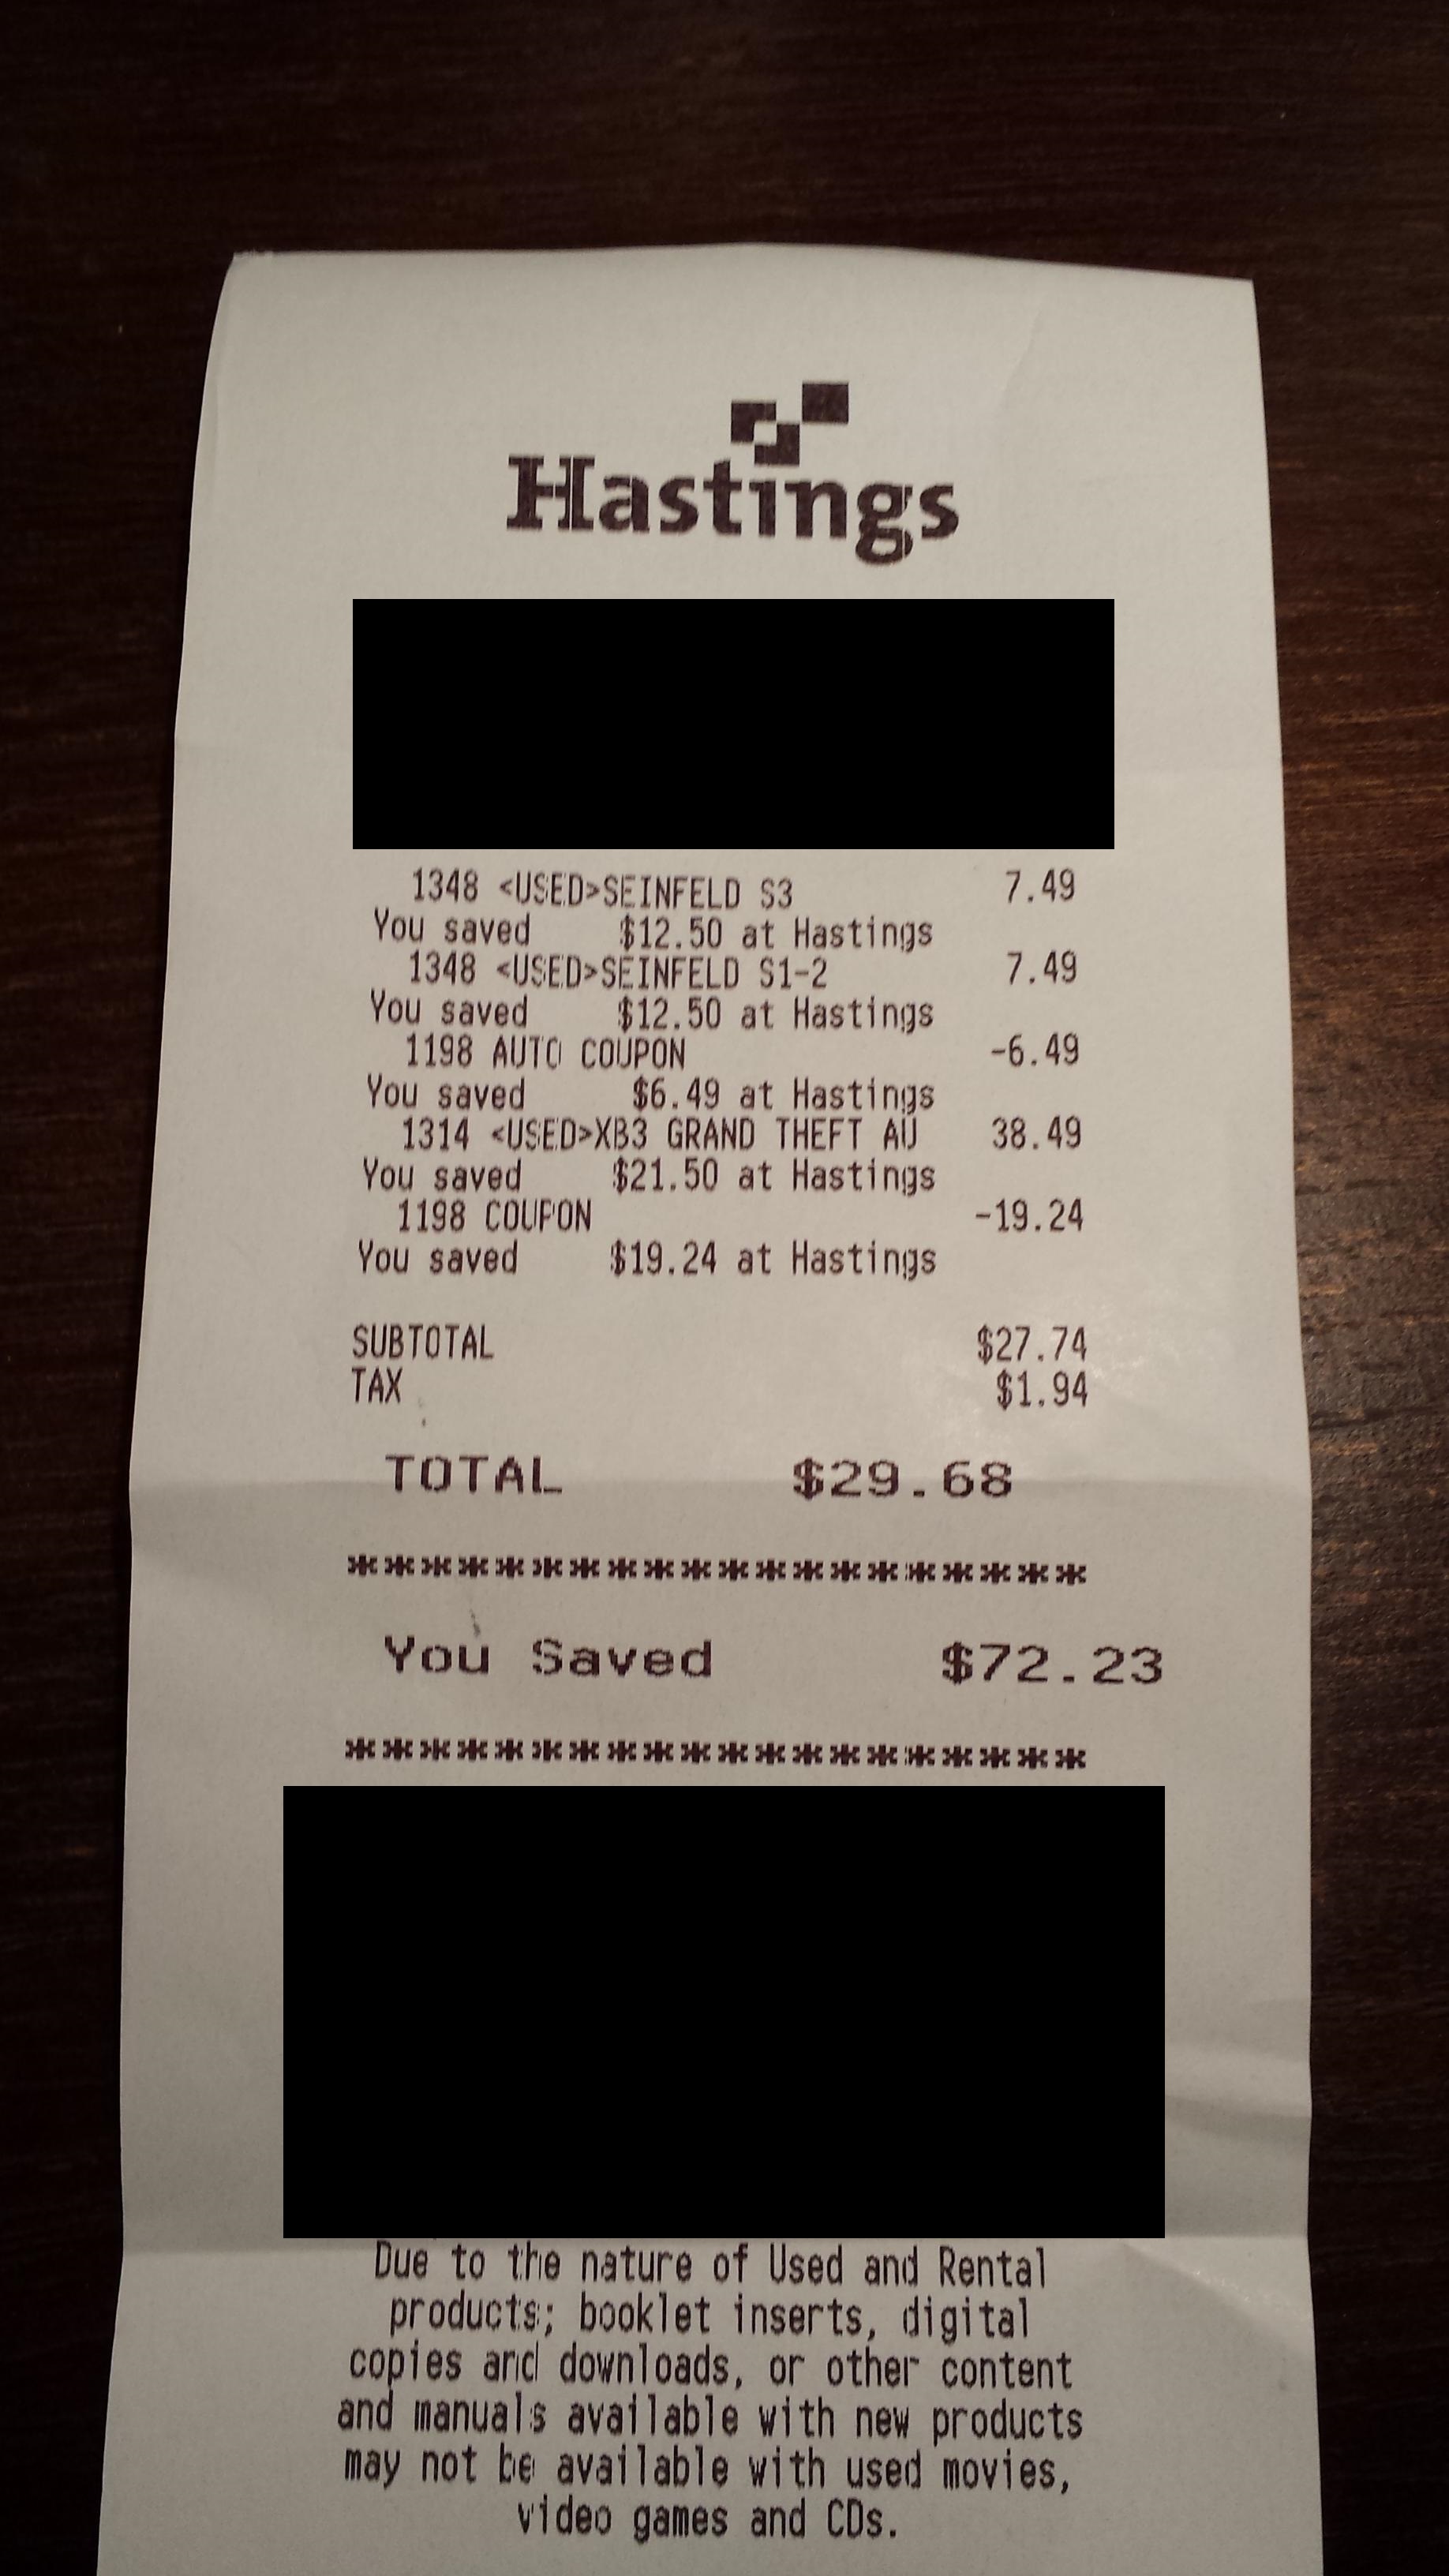 Hastings
1348 <USED>SEINFELD S3 7.49
You saved $12.50 at Hastings
1348 <USED>SEINFELD S1-2 7.49
You saved $12.50 at Hastings
1198 AUTO COUPON -6.49
You saved $6.49 at Hastings
1314 <USED>XB3 GRAND THEFT AU 38.49
You saved $21.50 at Hastings
1198 COUPON -19.24
You saved $19.24 at Hastings
SUBTOTAL $27.74
TAX $1.94
TOTAL $29.68
********************
You Saved $72.23
********************
Due to the nature of Used and Rental
products; booklet inserts, digital
copies and downloads, or other content
and manuals available with new products
may not be available with used movies,
video games and CDs.